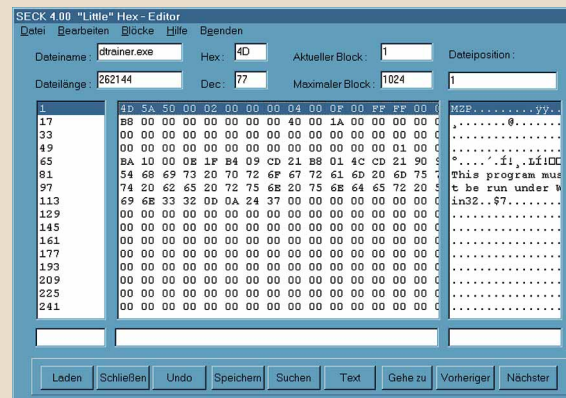 SECK 4.00 "Little" Hex - Editor
Datei Bearbeiten Blöcke Hilfe Beenden
Dateiname: dtrainer.exe Hex: 4D Aktueller Block: 1 Dateiposition:
Dateilänge: 262144 Dec: 77 Maximaler Block: 1024 1
1 4D 5A 50 00 02 00 00 00 04 00 0F 00 FF FF 00 MZP.........ÿÿ..
17 B8 00 00 00 00 00 00 00 40 00 1A 00 00 00 00 ¸.......@.......
33 00 00 00 00 00 00 00 00 00 00 00 00 00 00 00 ................
49 00 00 00 00 00 00 00 00 00 00 00 00 00 01 00 ................
65 BA 10 00 0E 1F B4 09 CD 21 B8 01 4C CD 21 90 º....´.Í!¸.LÍ!
81 54 68 69 73 20 70 72 6F 67 72 61 6D 20 6D 75 This program mus
97 74 20 62 65 20 72 75 6E 20 75 6E 64 65 72 20 t be run under W
113 69 6E 33 32 0D 0A 24 37 00 00 00 00 00 00 00 in32..$7........
129 00 00 00 00 00 00 00 00 00 00 00 00 00 00 00 ................
145 00 00 00 00 00 00 00 00 00 00 00 00 00 00 00 ................
161 00 00 00 00 00 00 00 00 00 00 00 00 00 00 00 ................
177 00 00 00 00 00 00 00 00 00 00 00 00 00 00 00 ................
193 00 00 00 00 00 00 00 00 00 00 00 00 00 00 00 ................
209 00 00 00 00 00 00 00 00 00 00 00 00 00 00 00 ................
225 00 00 00 00 00 00 00 00 00 00 00 00 00 00 00 ................
241 00 00 00 00 00 00 00 00 00 00 00 00 00 00 00 ................
Laden Schließen Undo Speichern Suchen Text Gehe zu Vorheriger Nächster